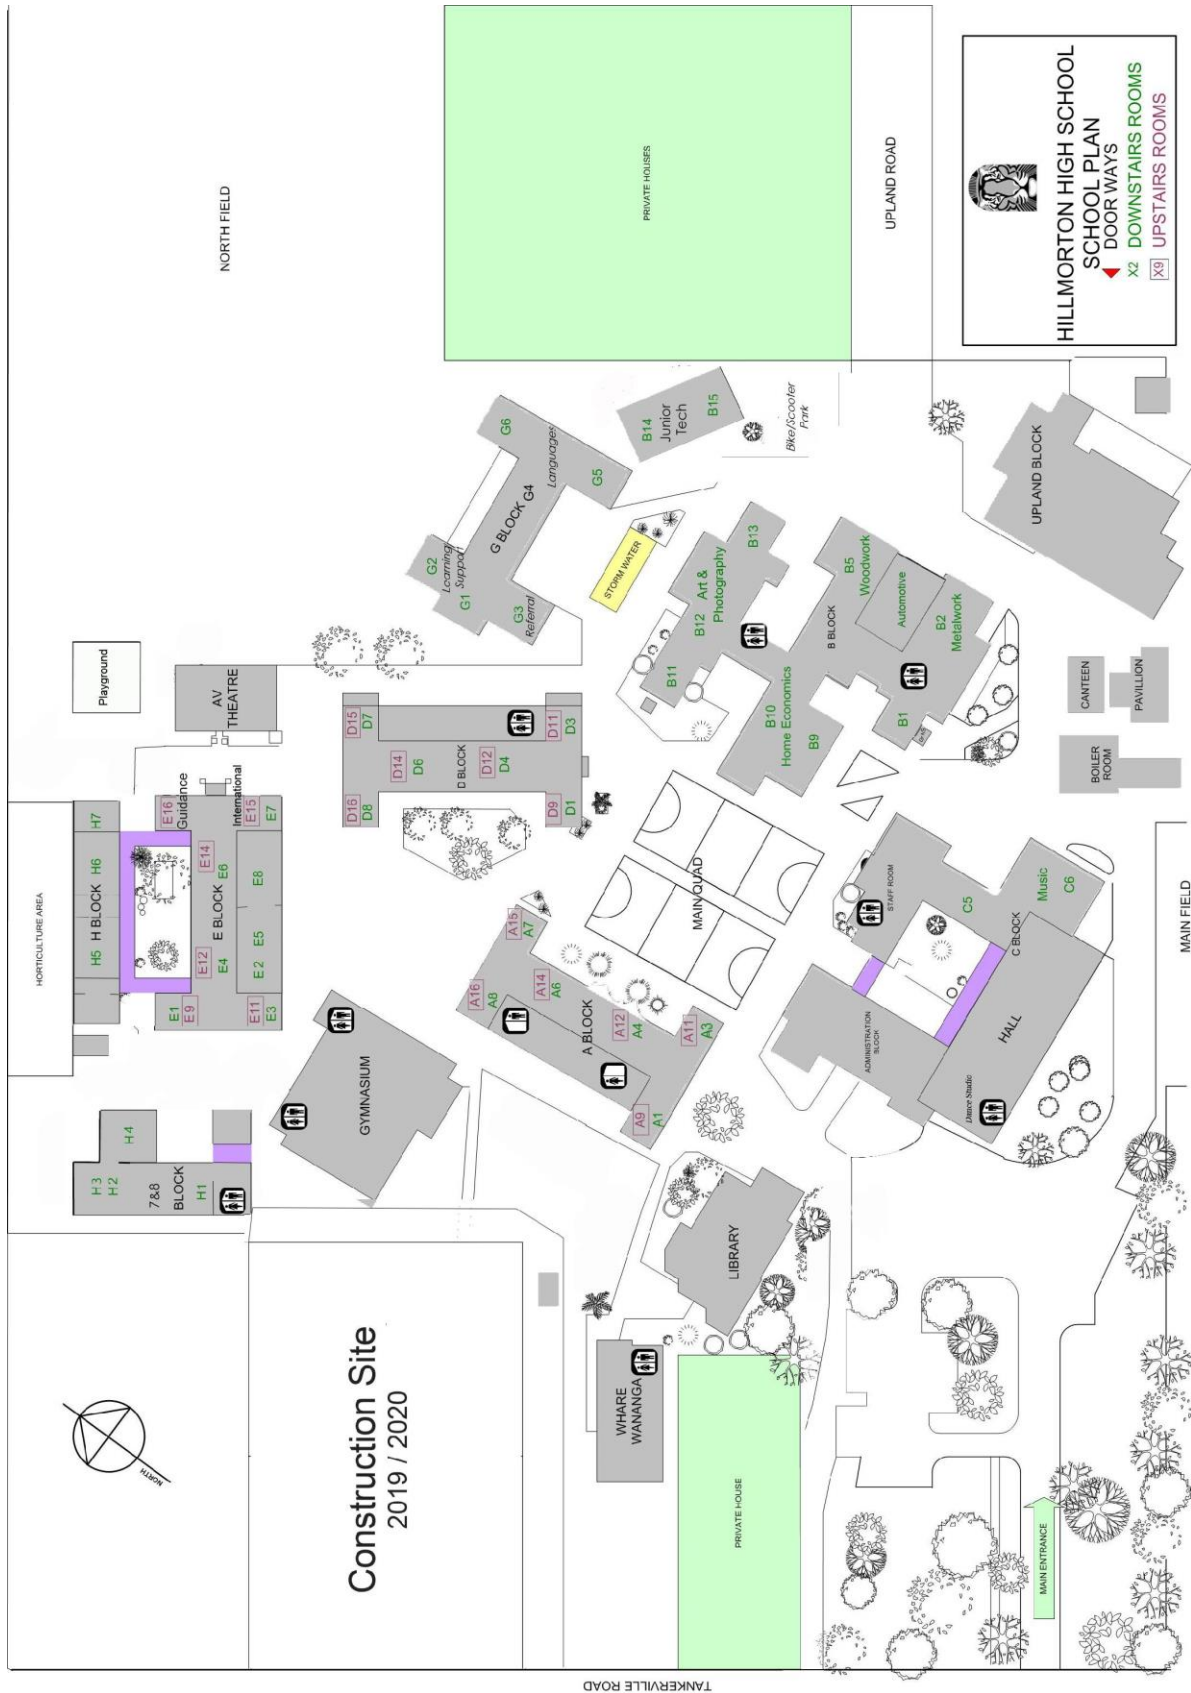 HORTICULTURE AREA
NORTH FIELD
Playground
AV
THEATRE
H BLOCK
H5
H6
H7
E16
Guidance
E14
E6
E12
E4
E BLOCK
International
E15
E7
E8
E5
E2
E1
E9
E11
E3
H4
H3
H2
7&8
BLOCK
H1
GYMNASIUM
Construction Site
2019 / 2020
NORTH
TANKERVILLE ROAD
D15
D7
D14
D6
D12
D4
D BLOCK
D11
D3
D16
D8
D9
D1
G6
G5
G4
G BLOCK
Languages
G2
Learning
Support
G1
G3
Referral
STORM WATER
B14
Junior
Tech
B15
Bike/Scooter
Park
PRIVATE HOUSES
UPLAND ROAD
B13
Art &
Photography
B12
B11
B10
Home Economics
B9
B BLOCK
B5
Woodwork
Automotive
B2
Metalwork
B1
UPLAND BLOCK
CANTEEN
PAVILLION
BOILER
ROOM
MAIN QUAD
A15
A7
A16
A8
A14
A6
A12
A4
A BLOCK
A11
A3
A9
A1
STAFF ROOM
C5
C BLOCK
Music
C6
ADMINISTRATION
BLOCK
HALL
Dance Studio
MAIN FIELD
LIBRARY
WHARE
WANANGA
PRIVATE HOUSE
MAIN ENTRANCE
HILLMORTON HIGH SCHOOL
SCHOOL PLAN
DOOR WAYS
X2 DOWNSTAIRS ROOMS
X9 UPSTAIRS ROOMS